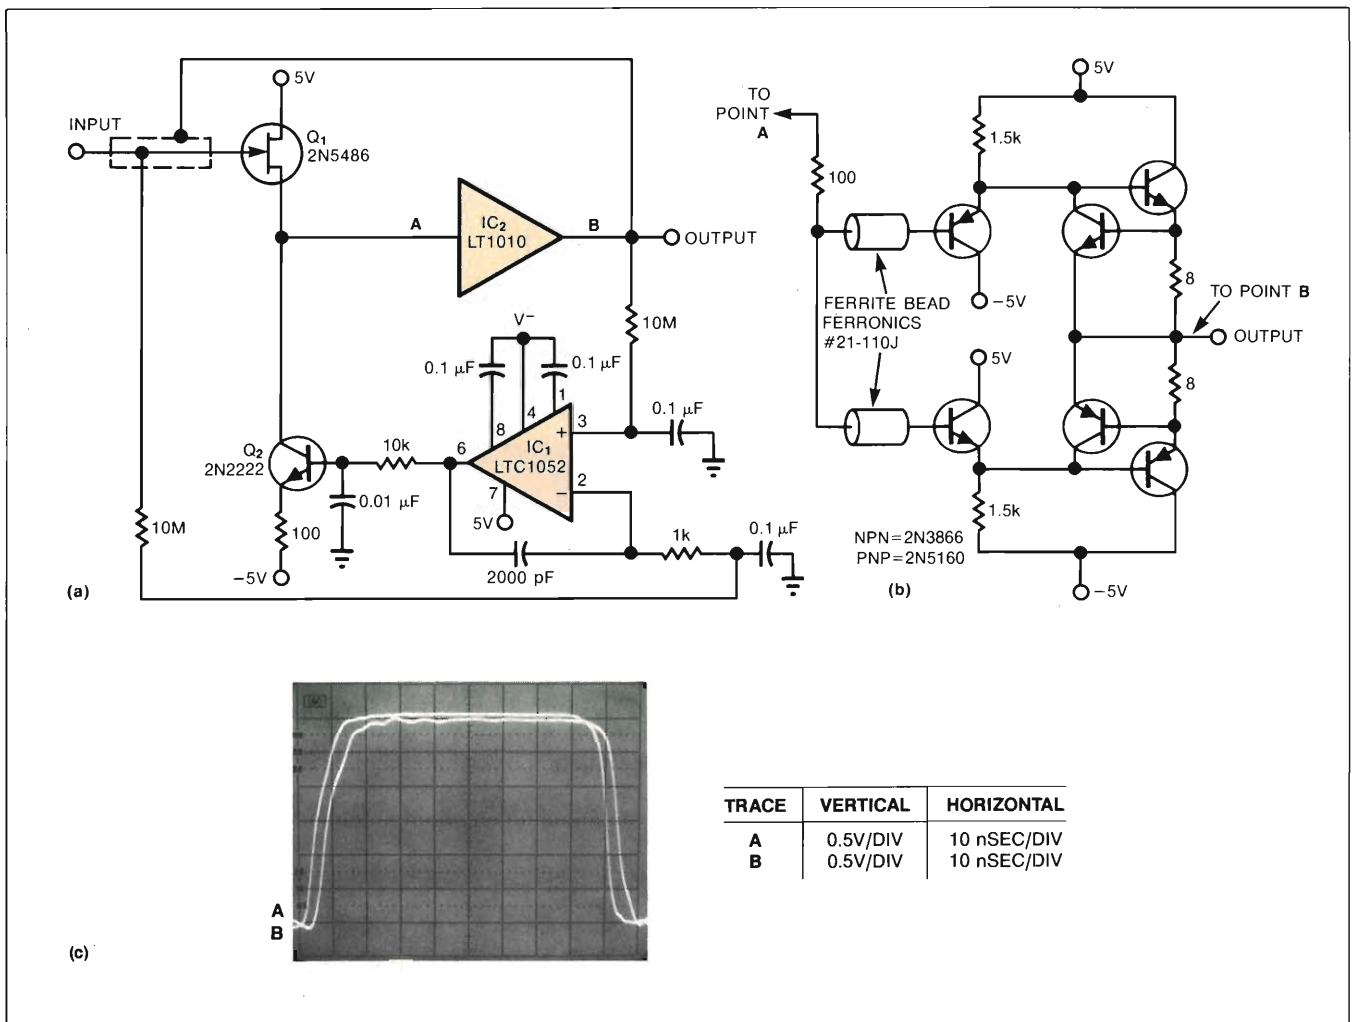 INPUT
5V
Q1
2N5486
A
IC2
LT1010
B
OUTPUT
10M
V−
0.1 μF
0.1 μF
8
4
1
6
3
+
IC1
LTC1052
−
2
7
5V
0.1 μF
Q2
2N2222
10k
0.01 μF
100
−5V
10M
2000 pF
1k
0.1 μF
(a)
TO
POINT
A
100
5V
1.5k
−5V
FERRITE BEAD
FERRONICS
#21-110J
5V
8
TO POINT B
OUTPUT
8
1.5k
NPN=2N3866
PNP=2N5160
−5V
(b)
A
B
(c)
TRACE VERTICAL HORIZONTAL
A 0.5V/DIV 10 nSEC/DIV
B 0.5V/DIV 10 nSEC/DIV